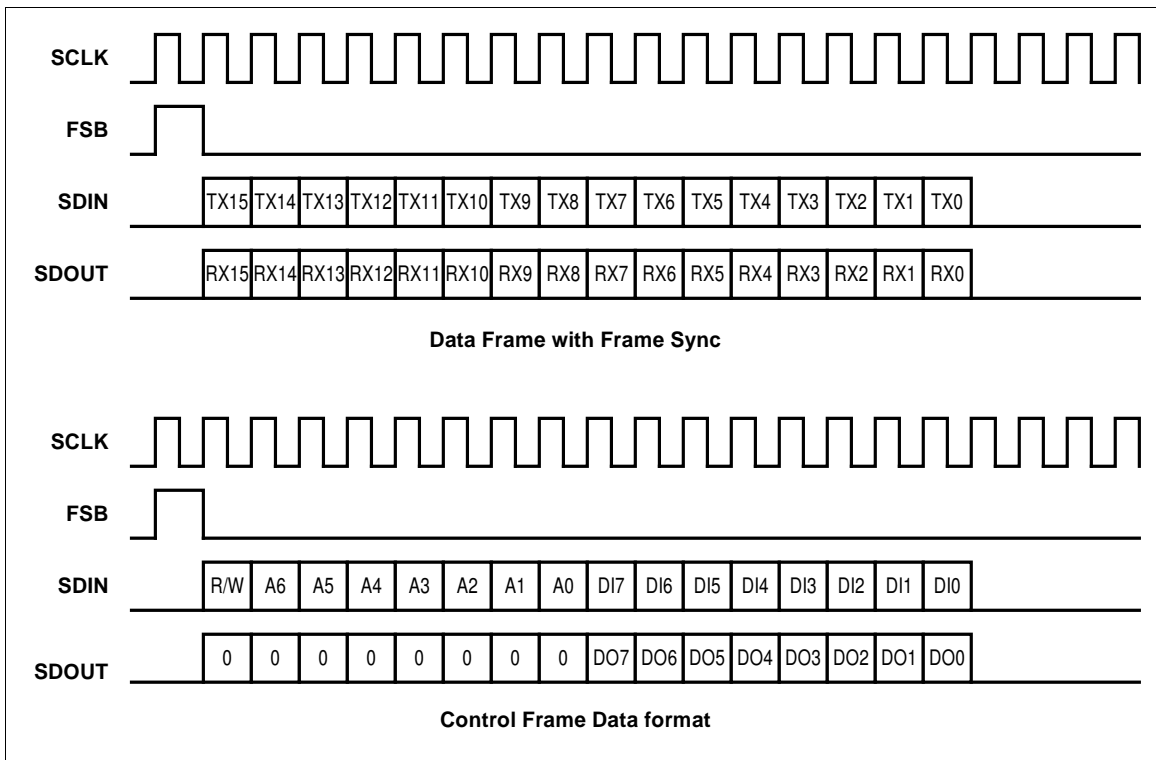 SCLK
FSB
SDIN TX15 TX14 TX13 TX12 TX11 TX10 TX9 TX8 TX7 TX6 TX5 TX4 TX3 TX2 TX1 TX0
SDOUT RX15 RX14 RX13 RX12 RX11 RX10 RX9 RX8 RX7 RX6 RX5 RX4 RX3 RX2 RX1 RX0
Data Frame with Frame Sync
SCLK
FSB
SDIN R/W A6 A5 A4 A3 A2 A1 A0 DI7 DI6 DI5 DI4 DI3 DI2 DI1 DI0
SDOUT 0 0 0 0 0 0 0 0 DO7 DO6 DO5 DO4 DO3 DO2 DO1 DO0
Control Frame Data format